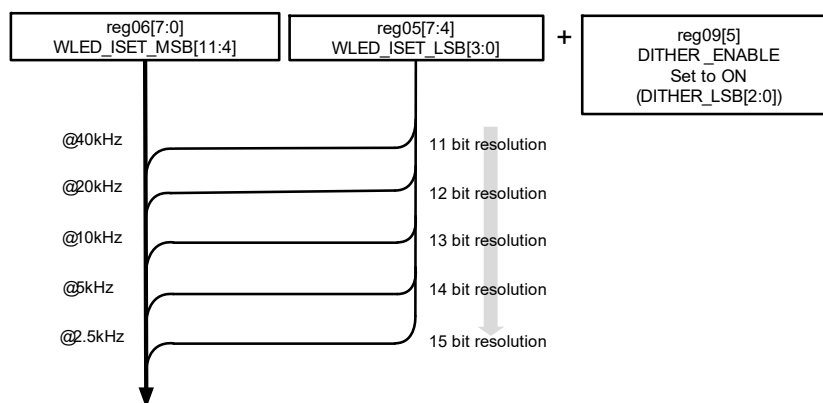 reg06[7:0]
WLED_ISET_MSB[11:4]
reg05[7:4]
WLED_ISET_LSB[3:0]
+
reg09[5]
DITHER _ENABLE
Set to ON
(DITHER_LSB[2:0])
@40kHz
11 bit resolution
@20kHz
12 bit resolution
@10kHz
13 bit resolution
@5kHz
14 bit resolution
@2.5kHz
15 bit resolution